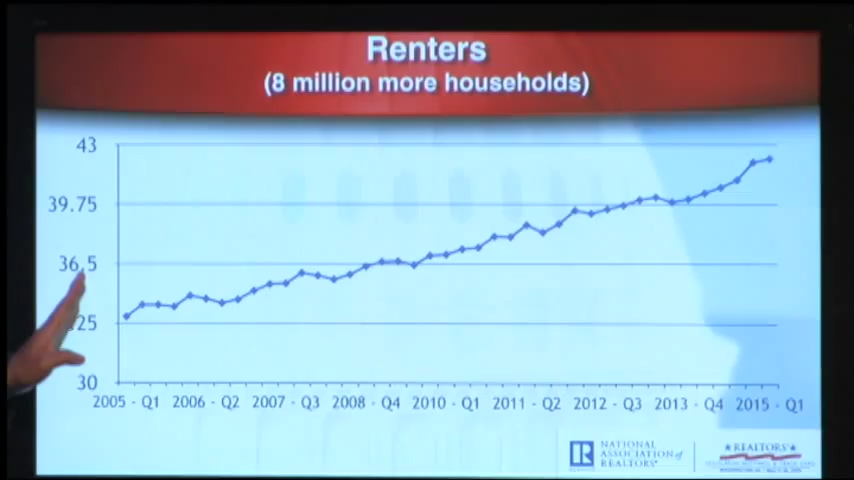 Renters
(8 million more households)
43
39.75
36.5
25
30
2005 - Q1 2006 - Q2 2007 - Q3 2008 - Q4 2010 - Q1 2011 - Q2 2012 - Q3 2013 - Q4 2015 - Q1
R
NATIONAL
ASSOCIATION of
REALTORS®
★REALTORS®★